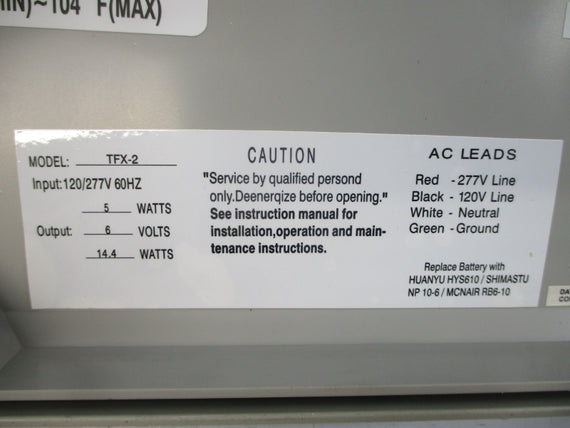 ~104 F(MAX)
MODEL: TFX-2
Input:120/277V 60HZ
5 WATTS
Output: 6 VOLTS
14.4 WATTS
CAUTION
"Service by qualified persond
only.Deenerqize before opening."
See instruction manual for
installation,operation and main-
tenance instructions.
AC LEADS
Red - 277V Line
Black - 120V Line
White - Neutral
Green - Ground
Replace Battery with
HUANYU HYS610 / SHIMASTU
NP 10-6 / MCNAIR RB6-10